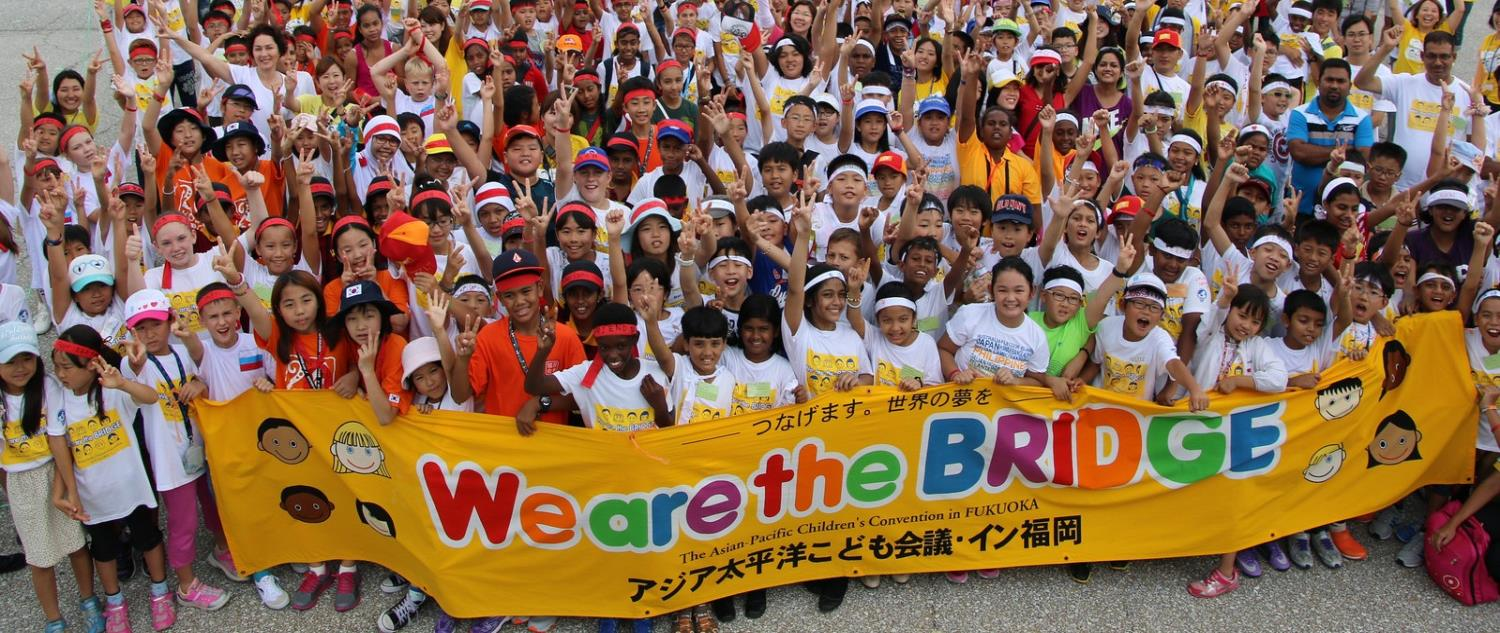 つなげます。世界の夢を
We are the BRIDGE
The Asian-Pacific Children's Convention in FUKUOKA
アジア太平洋こども会議・イン福岡
PHILIPPINE